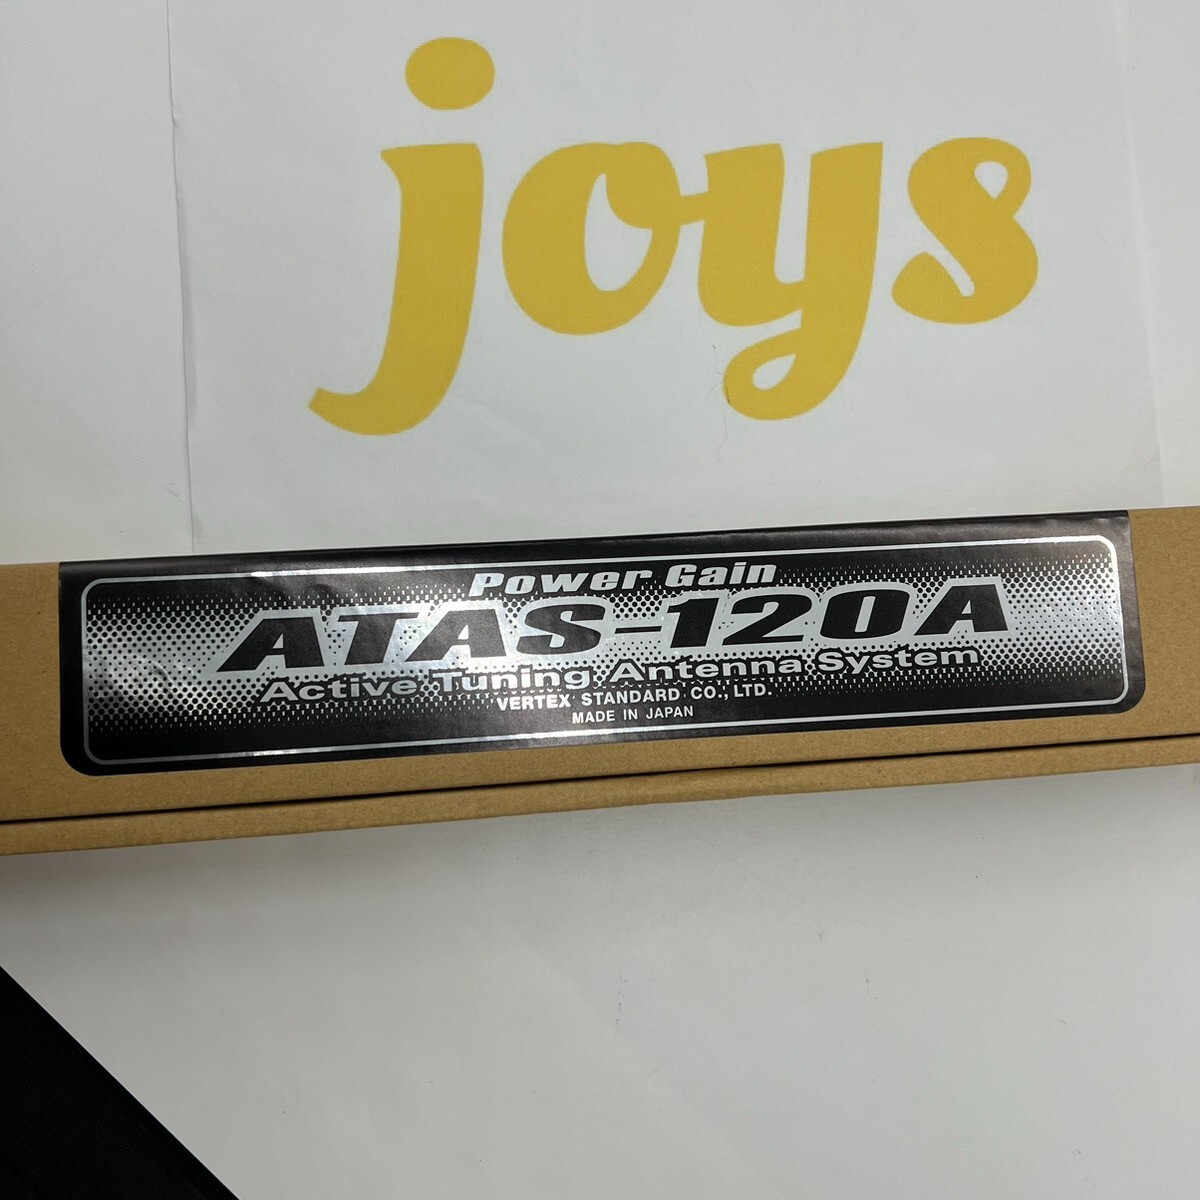 joys
Power Gain
ATAS-120A
Active Tuning Antenna System
VERTEX STANDARD CO., LTD.
MADE IN JAPAN